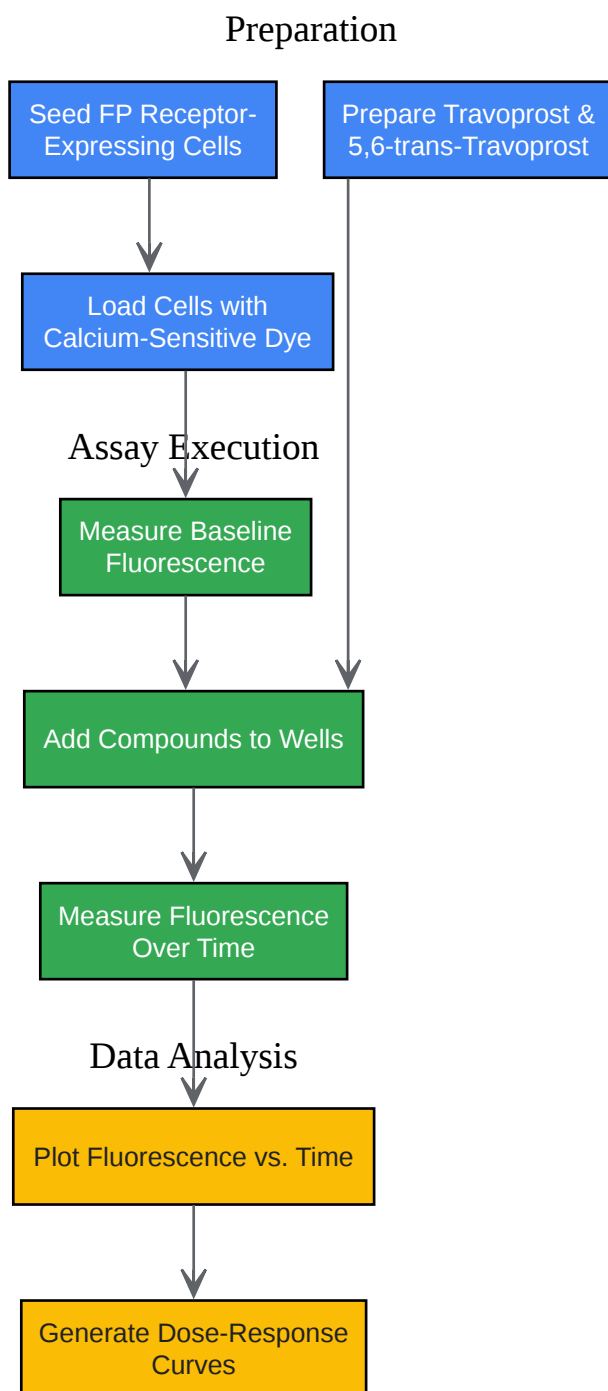 Preparation
Seed FP Receptor-
Expressing Cells
Prepare Travoprost &
5,6-trans-Travoprost
Load Cells with
Calcium-Sensitive Dye
Assay Execution
Measure Baseline
Fluorescence
Add Compounds to Wells
Measure Fluorescence
Over Time
Data Analysis
Plot Fluorescence vs. Time
Generate Dose-Response
Curves